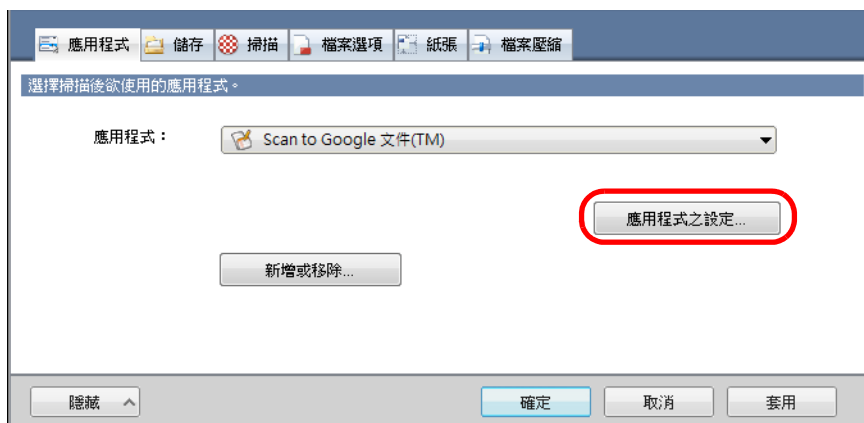 應用程式 儲存 掃描 檔案選項 紙張 檔案壓縮
選擇掃描後欲使用的應用程式。
應用程式： Scan to Google 文件(TM)
應用程式之設定...
新增或移除...
隱藏 確定 取消 套用